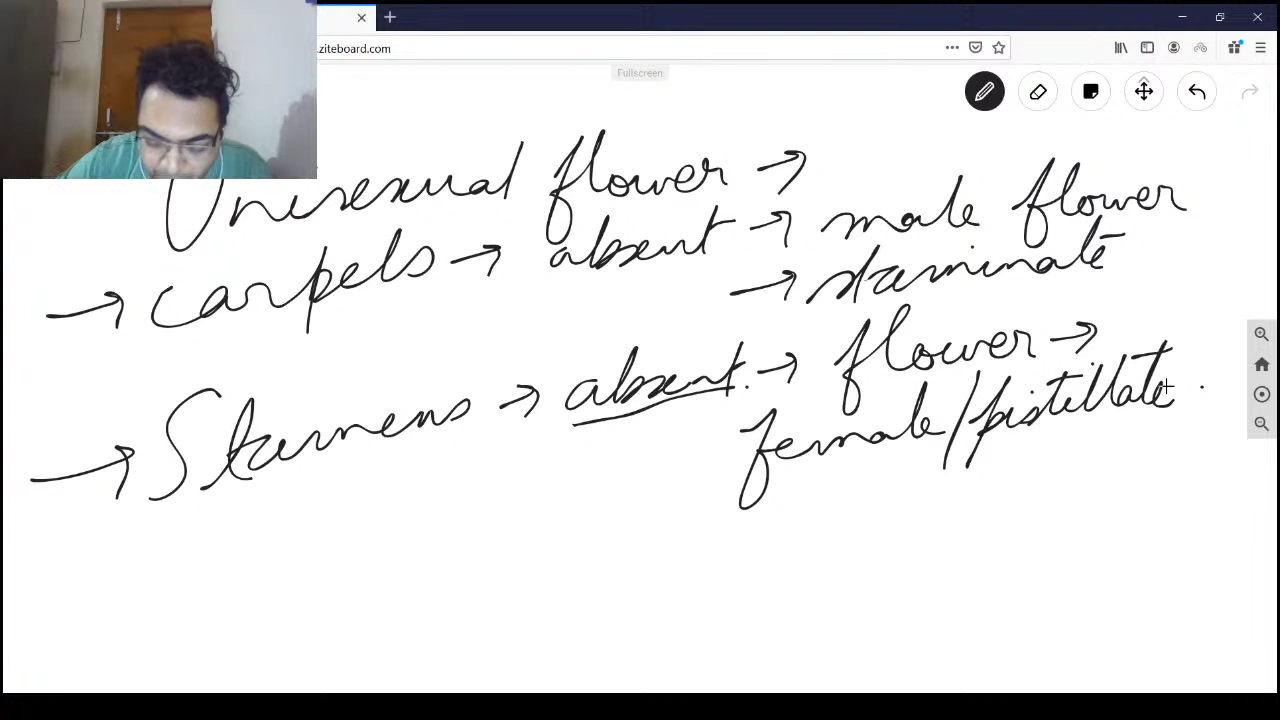 ziteboard.com
Fullscreen
Unisexual flower →
→ carpels → absent → male flower
→ staminate
→ Stamens → absent. → flower →
female/pistillate